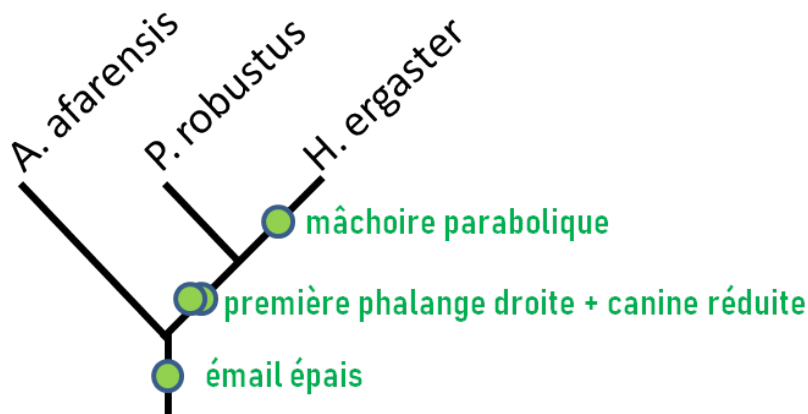 A. afarensis
P. robustus
H. ergaster
mâchoire parabolique
première phalange droite + canine réduite
émail épais